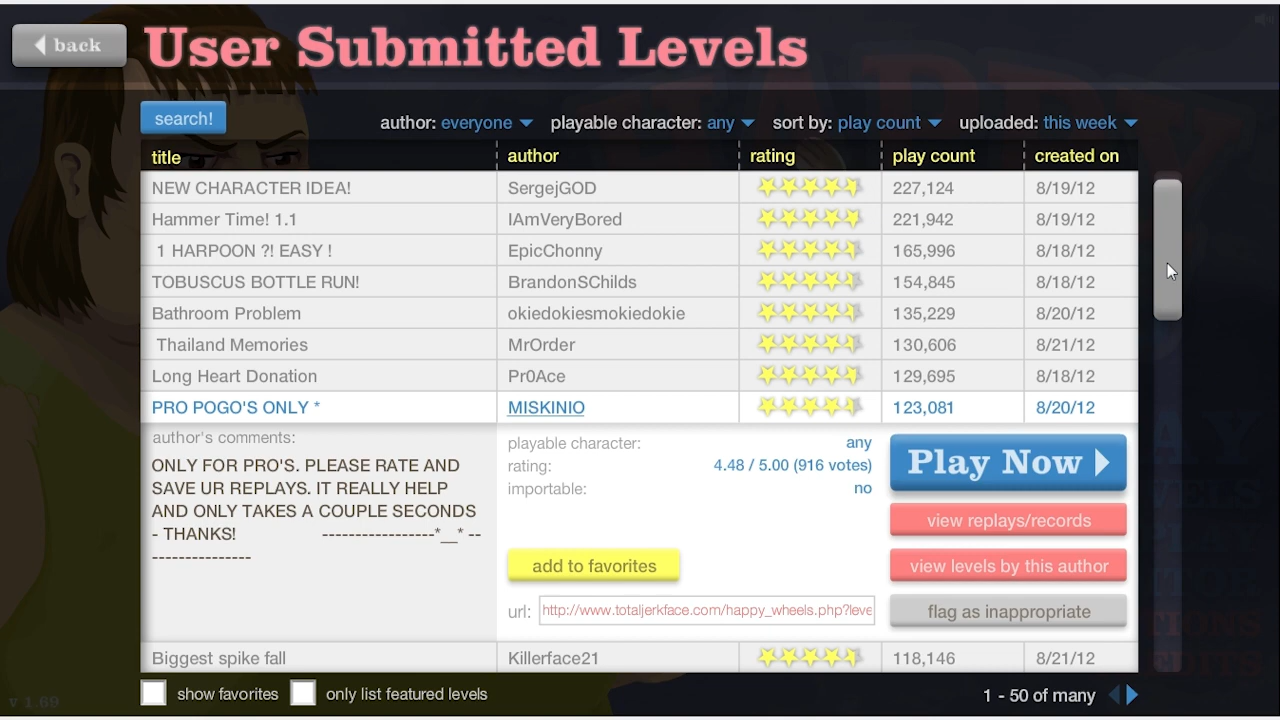 back
User Submitted Levels
search!
author: everyone playable character: any sort by: play count uploaded: this week
title author rating play count created on
NEW CHARACTER IDEA! SergejGOD 227,124 8/19/12
Hammer Time! 1.1 IAmVeryBored 221,942 8/19/12
1 HARPOON ?! EASY ! EpicChonny 165,996 8/18/12
TOBUSCUS BOTTLE RUN! BrandonSChilds 154,845 8/18/12
Bathroom Problem okiedokiesmokiedokie 135,229 8/20/12
Thailand Memories MrOrder 130,606 8/21/12
Long Heart Donation Pr0Ace 129,695 8/18/12
PRO POGO'S ONLY * MISKINIO 123,081 8/20/12
author's comments:
ONLY FOR PRO'S. PLEASE RATE AND
SAVE UR REPLAYS. IT REALLY HELP
AND ONLY TAKES A COUPLE SECONDS
- THANKS! -----------------*__* --
---------------
playable character: any
rating: 4.48 / 5.00 (916 votes)
importable: no
add to favorites
url: http://www.totaljerkface.com/happy_wheels.php?leve
Play Now
view replays/records
view levels by this author
flag as inappropriate
Biggest spike fall Killerface21 118,146 8/21/12
show favorites only list featured levels 1 - 50 of many
v 1.69